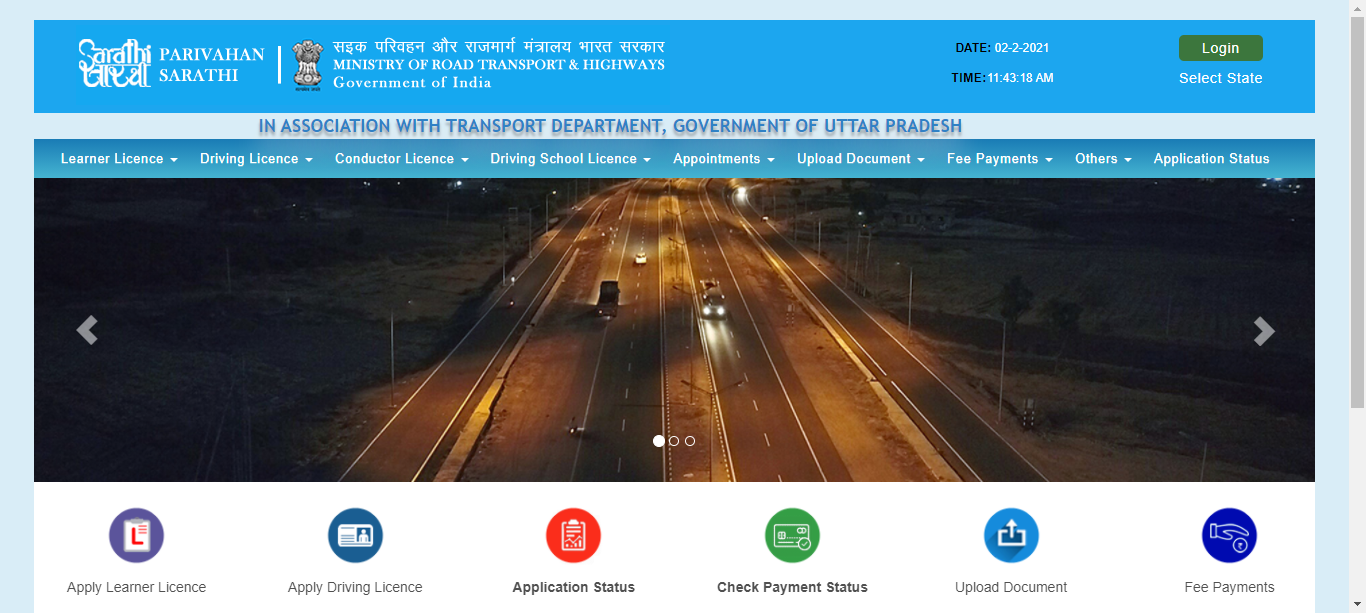 Sarathi
सारथी
PARIVAHAN
SARATHI
सड़क परिवहन और राजमार्ग मंत्रालय भारत सरकार
MINISTRY OF ROAD TRANSPORT & HIGHWAYS
Government of India
DATE: 02-2-2021
TIME:11:43:18 AM
Login
Select State
IN ASSOCIATION WITH TRANSPORT DEPARTMENT, GOVERNMENT OF UTTAR PRADESH
Learner Licence Driving Licence Conductor Licence Driving School Licence Appointments Upload Document Fee Payments Others Application Status
L
Apply Learner Licence Apply Driving Licence Application Status Check Payment Status Upload Document Fee Payments